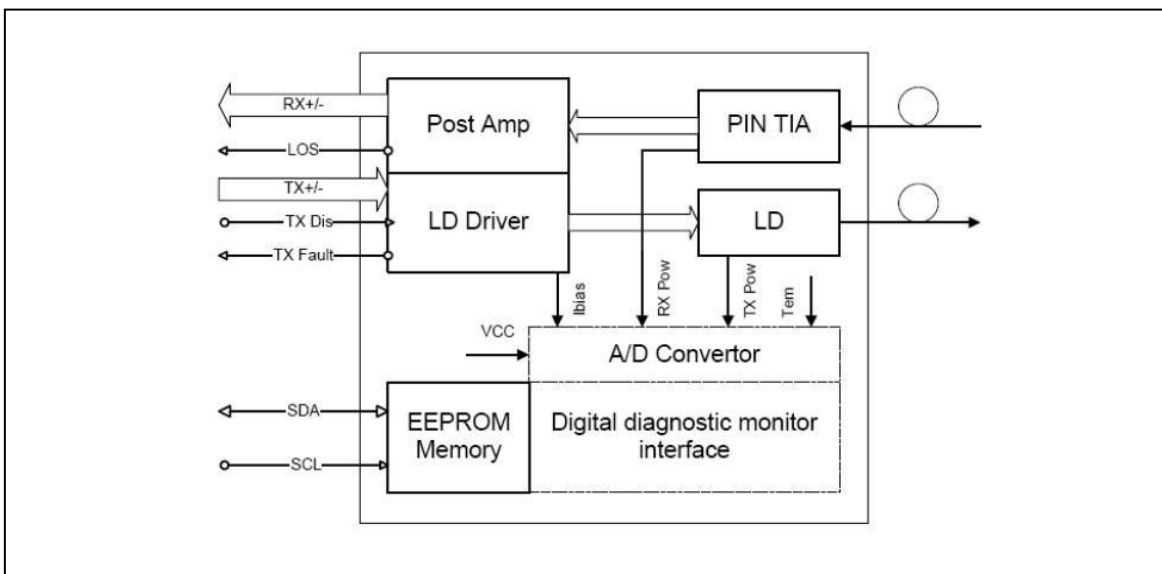 RX+/-
Post Amp
PIN TIA
LOS
TX+/-
TX Dis
LD Driver
LD
TX Fault
Ibias
RX Pow
TX Pow
Tem
VCC
A/D Convertor
SDA
EEPROM
Memory
Digital diagnostic monitor
interface
SCL